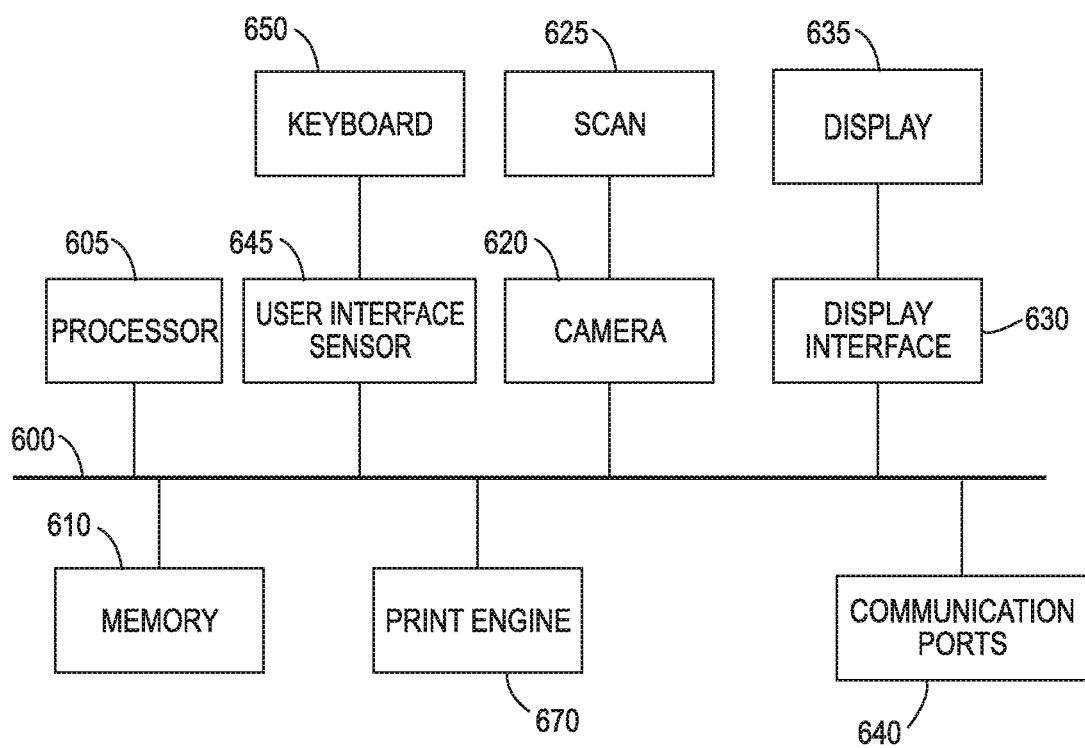 650
625
635
KEYBOARD
SCAN
DISPLAY
605
645
620
PROCESSOR
USER INTERFACE
SENSOR
CAMERA
DISPLAY
INTERFACE
630
600
610
MEMORY
PRINT ENGINE
COMMUNICATION
PORTS
670
640